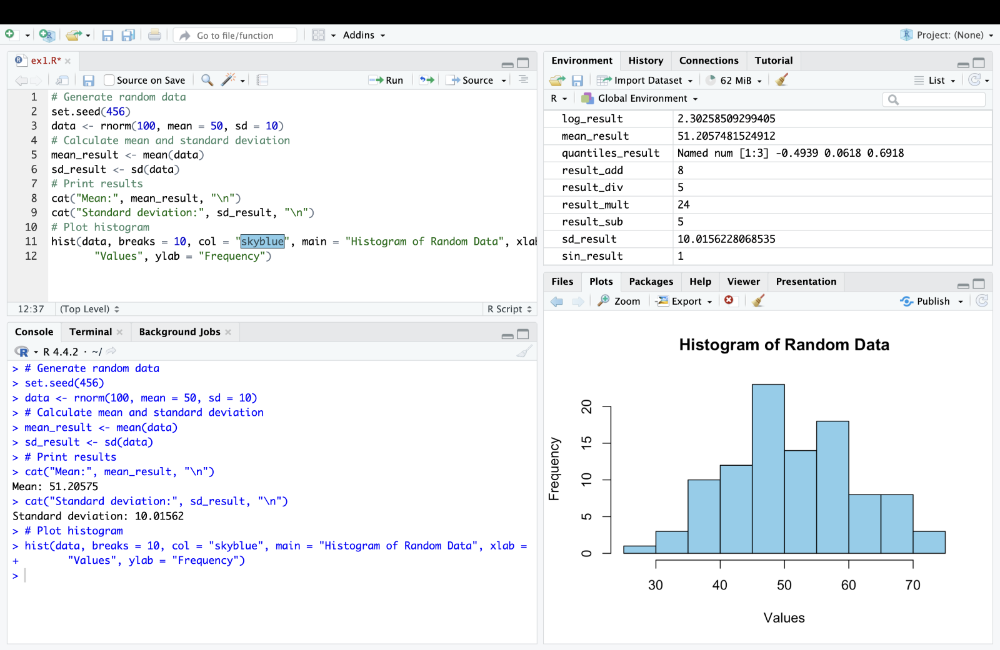 Go to file/function
Addins
Project: (None)
ex1.R*
Source on Save
Run
Source
1 # Generate random data
2 set.seed(456)
3 data <- rnorm(100, mean = 50, sd = 10)
4 # Calculate mean and standard deviation
5 mean_result <- mean(data)
6 sd_result <- sd(data)
7 # Print results
8 cat("Mean:", mean_result, "\n")
9 cat("Standard deviation:", sd_result, "\n")
10 # Plot histogram
11 hist(data, breaks = 10, col = "skyblue", main = "Histogram of Random Data", xlab
12 "Values", ylab = "Frequency")
12:37 (Top Level) R Script
Console Terminal Background Jobs
R 4.4.2 · ~/
> # Generate random data
> set.seed(456)
> data <- rnorm(100, mean = 50, sd = 10)
> # Calculate mean and standard deviation
> mean_result <- mean(data)
> sd_result <- sd(data)
> # Print results
> cat("Mean:", mean_result, "\n")
Mean: 51.20575
> cat("Standard deviation:", sd_result, "\n")
Standard deviation: 10.01562
> # Plot histogram
> hist(data, breaks = 10, col = "skyblue", main = "Histogram of Random Data", xlab =
+ "Values", ylab = "Frequency")
>
Environment History Connections Tutorial
Import Dataset 62 MiB List
R Global Environment
log_result 2.30258509299405
mean_result 51.2057481524912
quantiles_result Named num [1:3] -0.4939 0.0618 0.6918
result_add 8
result_div 5
result_mult 24
result_sub 5
sd_result 10.0156228068535
sin_result 1
Files Plots Packages Help Viewer Presentation
Zoom Export Publish
Histogram of Random Data
Frequency
20
15
10
5
0
30 40 50 60 70
Values